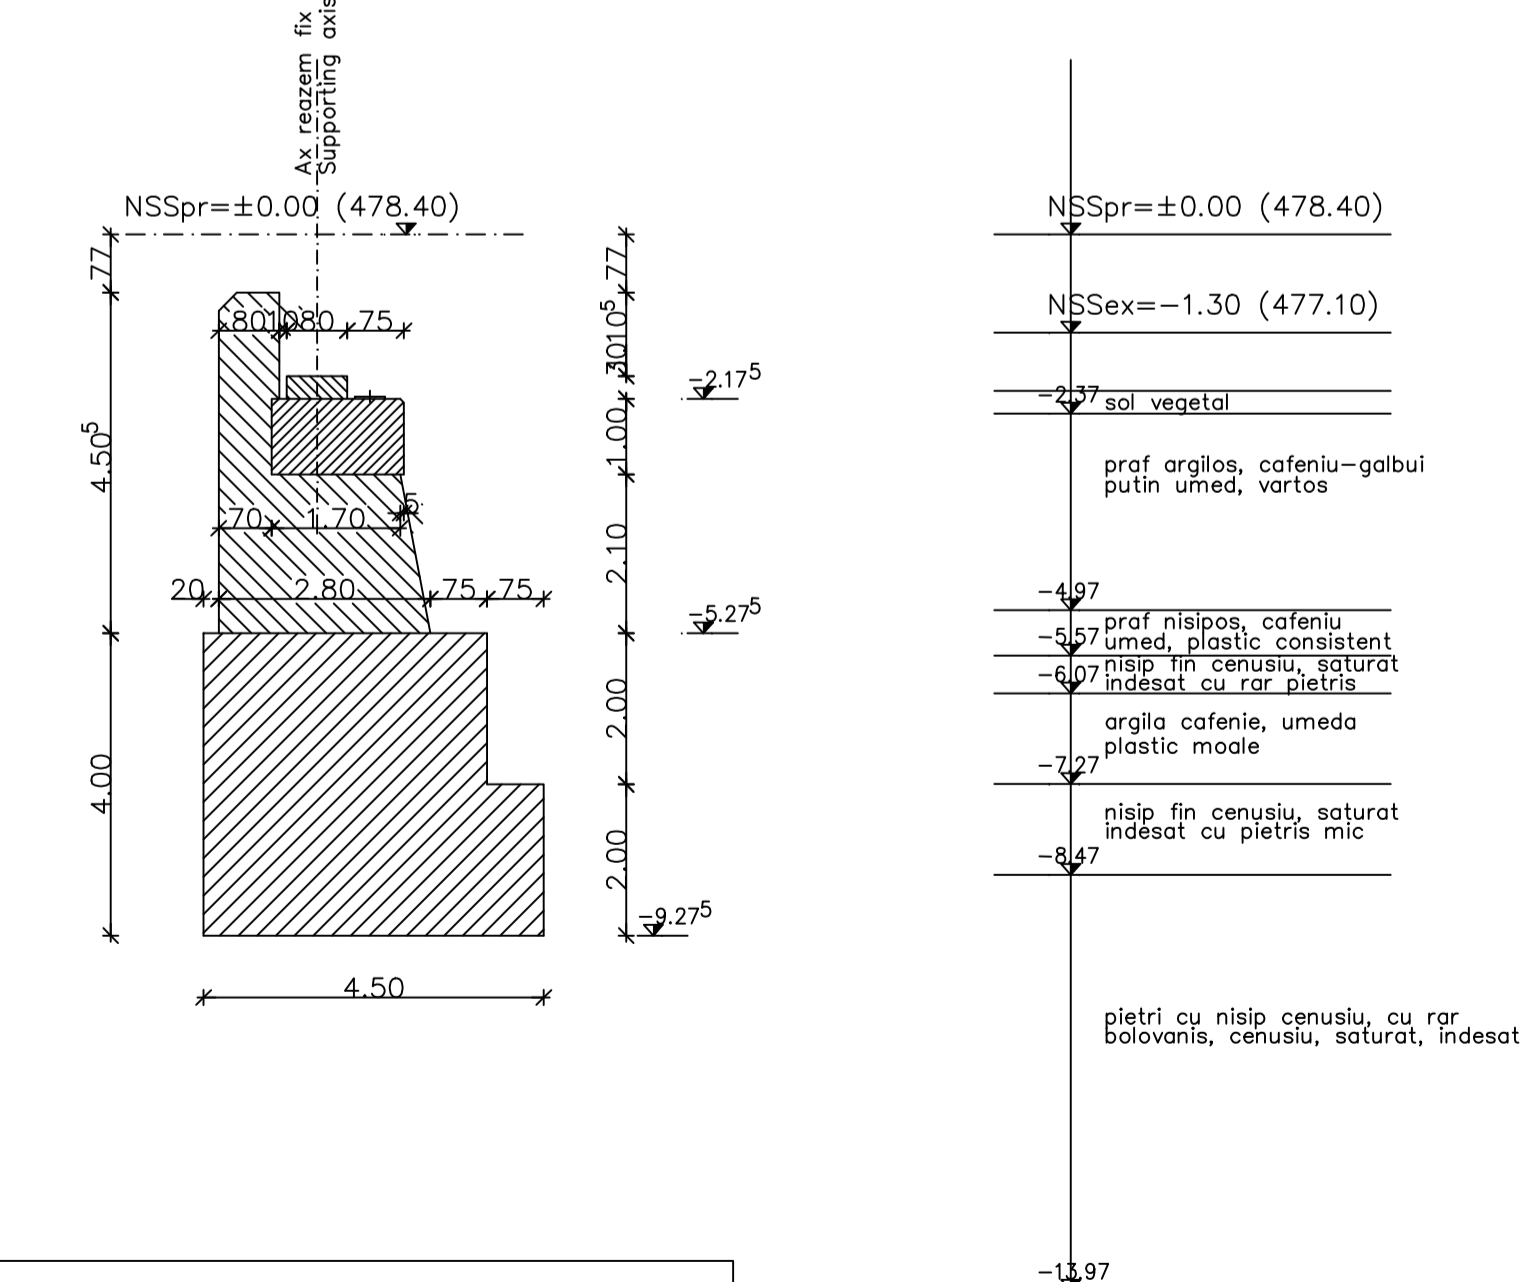 Ax reazem fix
Supporting axis
NSSpr=±0.00 (478.40)
77
80
10
80
75
4.50⁵
70
1.70
5
20
2.80
75
75
4.00
4.50
77
1.10⁵
30
1.00
2.10
2.00
2.00
-2.17⁵
-5.27⁵
-9.27⁵
NSSpr=±0.00 (478.40)
NSSex=-1.30 (477.10)
-2.37
sol vegetal
praf argilos, cafeniu-galbui
putin umed, vartos
-4.97
praf nisipos, cafeniu
umed, plastic consistent
-5.57
nisip fin cenusiu, saturat
indesat cu rar pietris
-6.07
argila cafenie, umeda
plastic moale
-7.27
nisip fin cenusiu, saturat
indesat cu pietris mic
-8.47
pietri cu nisip cenusiu, cu rar
bolovanis, cenusiu, saturat, indesat
-13.97